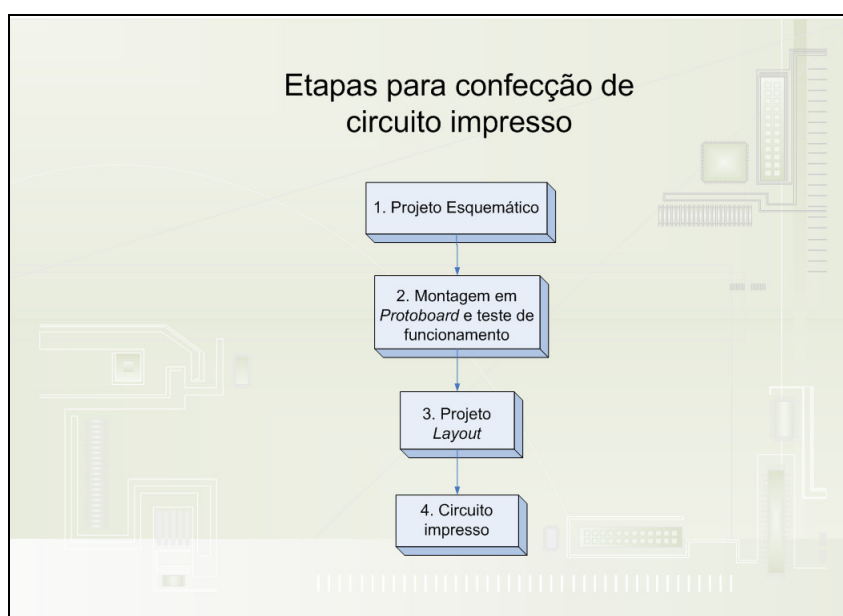 Etapas para confecção de
circuito impresso
1. Projeto Esquemático
2. Montagem em
Protoboard e teste de
funcionamento
3. Projeto
Layout
4. Circuito
impresso